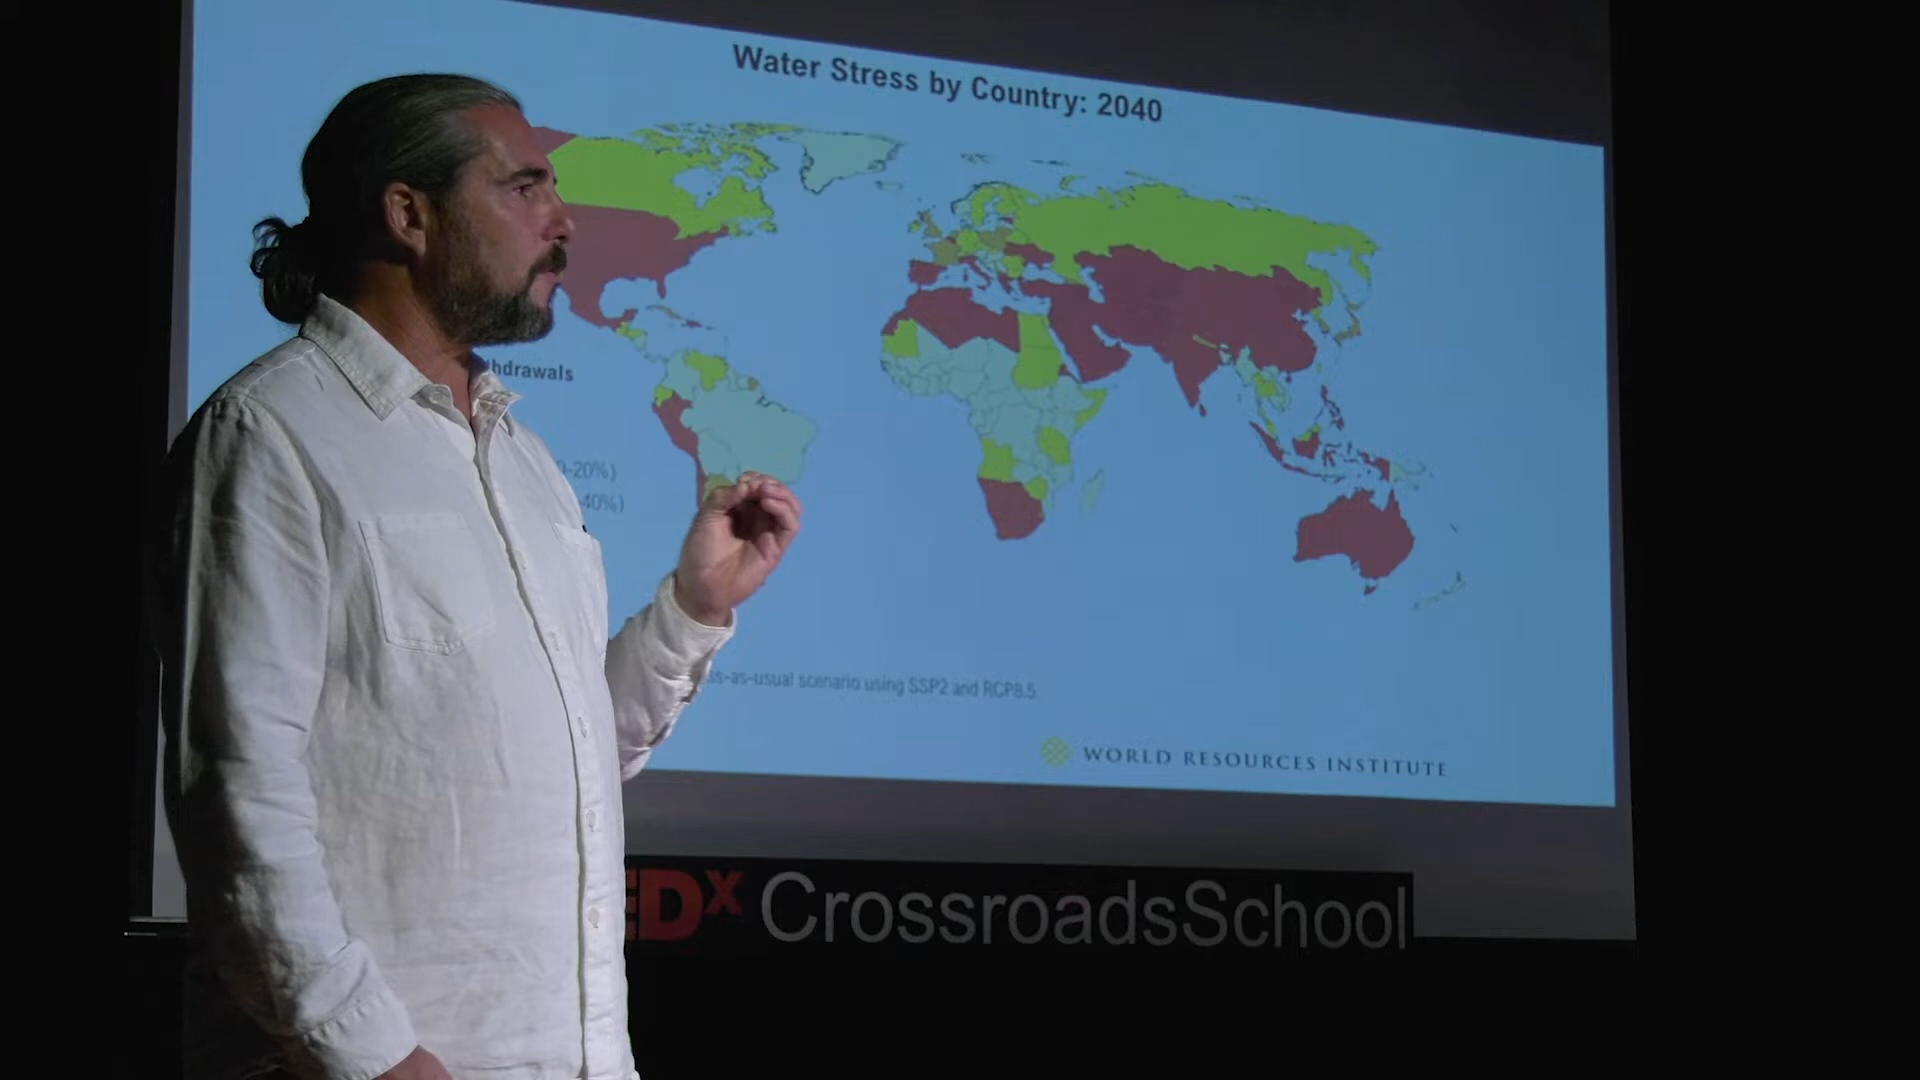 Water Stress by Country: 2040
hdrawals
0-20%)
-40%)
ss-as-usual scenario using SSP2 and RCP8.5.
WORLD RESOURCES INSTITUTE
EDx CrossroadsSchool